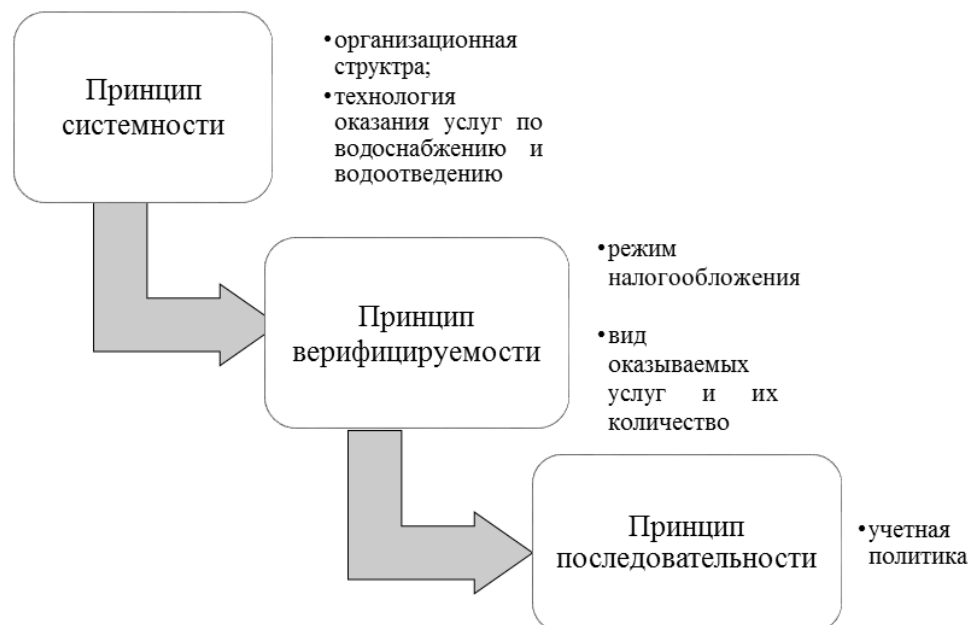 Принцип
системности
•организационная
структра;
•технология
оказания услуг по
водоснабжению и
водоотведению
Принцип
верифицируемости
•режим
налогообложения
•вид
оказываемых
услуг и их
количество
Принцип
последовательности
•учетная
политика